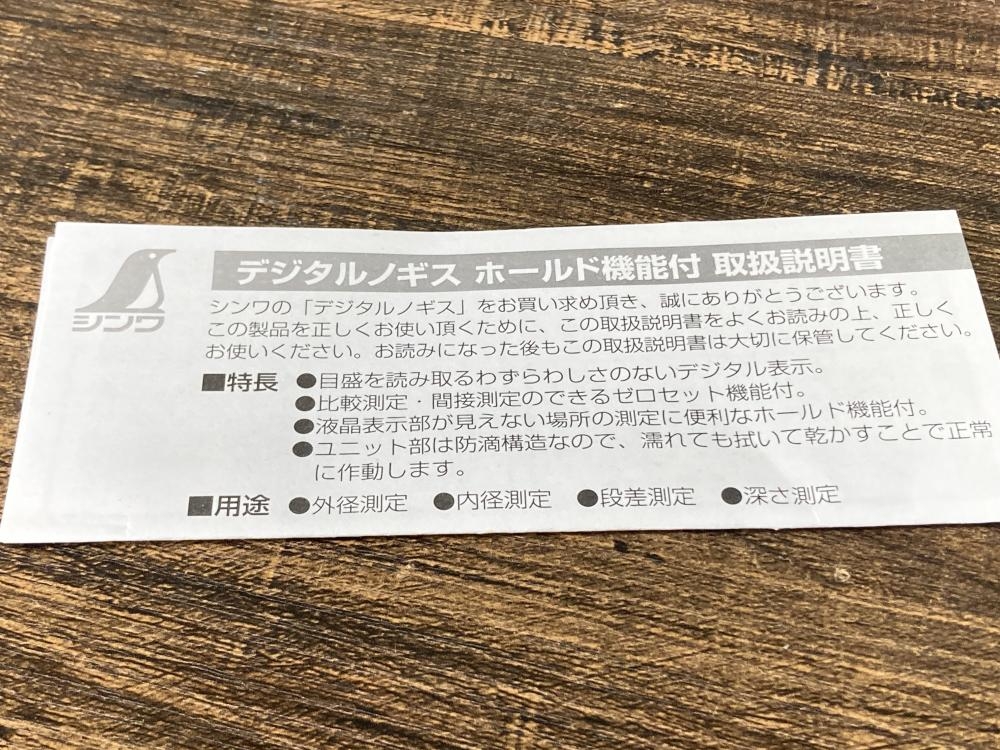 シンワ
デジタルノギス ホールド機能付 取扱説明書
シンワの「デジタルノギス」をお買い求め頂き、誠にありがとうございます。
この製品を正しくお使い頂くために、この取扱説明書をよくお読みの上、正しく
お使いください。お読みになった後もこの取扱説明書は大切に保管してください。
■特長 ●目盛を読み取るわずらわしさのないデジタル表示。
●比較測定・間接測定のできるゼロセット機能付。
●液晶表示部が見えない場所の測定に便利なホールド機能付。
●ユニット部は防滴構造なので、濡れても拭いて乾かすことで正常
に作動します。
■用途 ●外径測定 ●内径測定 ●段差測定 ●深さ測定